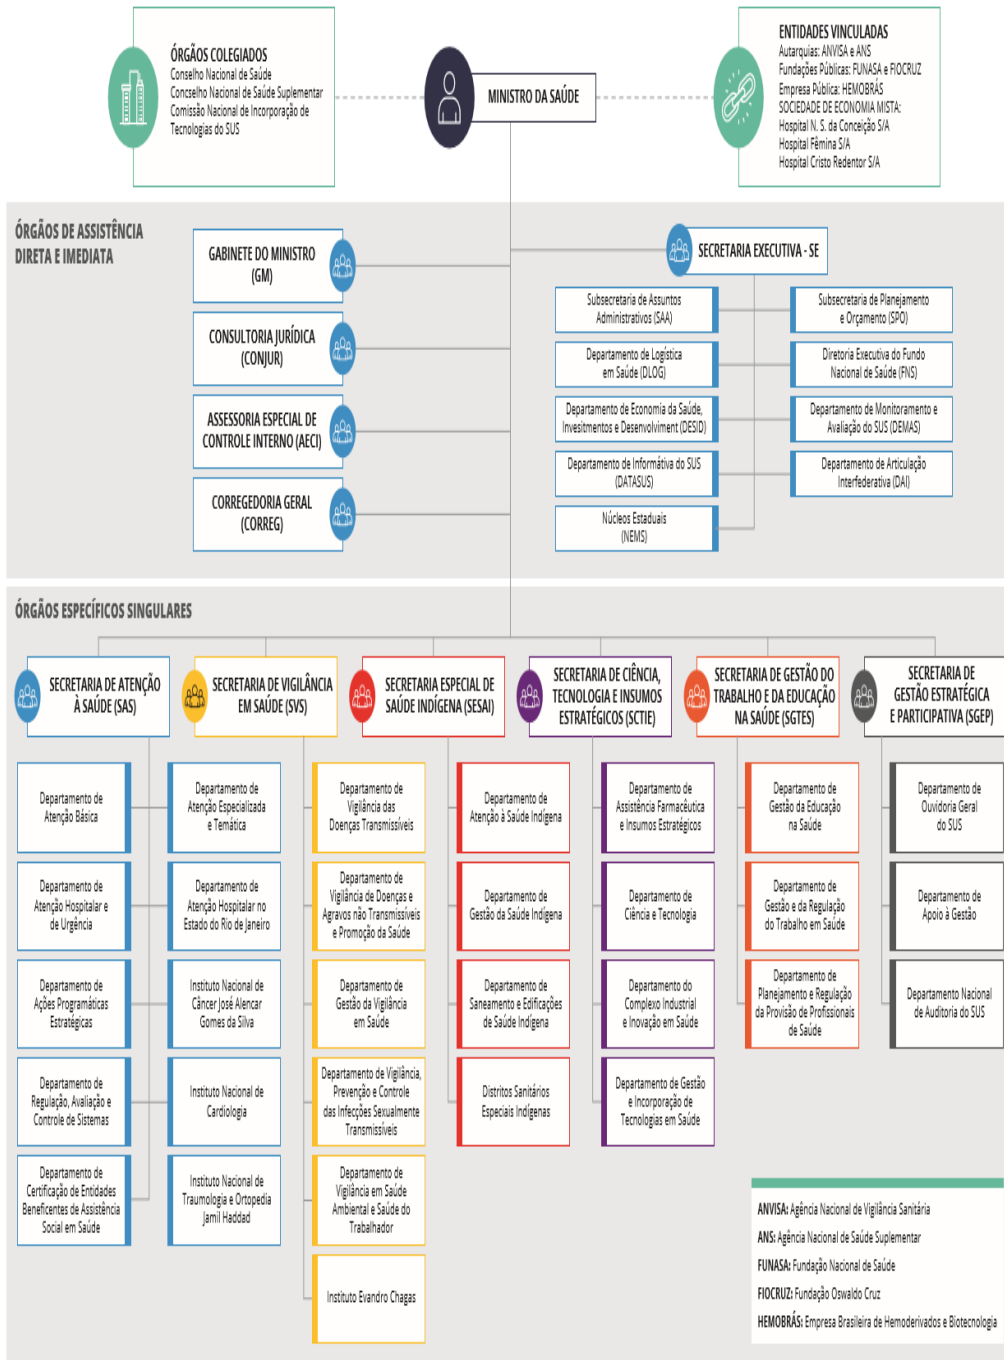 ÓRGÃOS COLEGIADOS
Conselho Nacional de Saúde
Concselho Nacional de Saúde Suplementar
Comissão Nacional de Incorporação de
Tecnologias do SUS
MINISTRO DA SAÚDE
ENTIDADES VINCULADAS
Autarquias: ANVISA e ANS
Fundações Públicas: FUNASA e FIOCRUZ
Empresa Pública: HEMOBRÁS
SOCIEDADE DE ECONOMIA MISTA:
Hospital N. S. da Conceição S/A
Hospital Fêmina S/A
Hospital Cristo Redentor S/A
ÓRGÃOS DE ASSISTÊNCIA
DIRETA E IMEDIATA
GABINETE DO MINISTRO
(GM)
CONSULTORIA JURÍDICA
(CONJUR)
ASSESSORIA ESPECIAL DE
CONTROLE INTERNO (AECI)
CORREGEDORIA GERAL
(CORREG)
SECRETARIA EXECUTIVA - SE
Subsecretaria de Assuntos
Administrativos (SAA)
Subsecretaria de Planejamento
e Orçamento (SPO)
Departamento de Logística
em Saúde (DLOG)
Diretoria Executiva do Fundo
Nacional de Saúde (FNS)
Departamento de Economia da Saúde,
Invesitmentos e Desenvolviment (DESID)
Departamento de Monitoramento e
Avaliação do SUS (DEMAS)
Departamento de Informátiva do SUS
(DATASUS)
Departamento de Articulação
Interfederativa (DAI)
Núcleos Estaduais
(NEMS)
ÓRGÃOS ESPECÍFICOS SINGULARES
SECRETARIA DE ATENÇÃO
À SAÚDE (SAS)
SECRETARIA DE VIGILÂNCIA
EM SAÚDE (SVS)
SECRETARIA ESPECIAL DE
SAÚDE INDÍGENA (SESAI)
SECRETARIA DE CIÊNCIA,
TECNOLOGIA E INSUMOS
ESTRATÉGICOS (SCTIE)
SECRETARIA DE GESTÃO DO
TRABALHO E DA EDUCAÇÃO
NA SAÚDE (SGTES)
SECRETARIA DE
GESTÃO ESTRATÉGICA
E PARTICIPATIVA (SGEP)
Departamento de
Atenção Básica
Departamento de
Atenção Hospitalar e
de Urgência
Departamento de
Ações Programáticas
Estratégicas
Departamento de
Regulação, Avaliação e
Controle de Sistemas
Departamento de
Certificação de Entidades
Beneficentes de Assistência
Social em Saúde
Departamento de
Atenção Especializada
e Temática
Departamento de
Atenção Hospitalar no
Estado do Rio de Janeiro
Instituto Nacional de
Câncer José Alencar
Gomes da Silva
Instituto Nacional de
Cardiologia
Instituto Nacional de
Traumologia e Ortopedia
Jamil Haddad
Departamento de
Vigilância das
Doenças Transmissíveis
Departamento de
Vigilância de Doenças e
Agravos não Transmissíveis
e Promoção da Saúde
Departamento de
Gestão da Vigilância
em Saúde
Departamento de Vigilância,
Prevenção e Controle
das Infecções Sexualmente
Transmissíveis
Departamento de
Vigilância em Saúde
Ambiental e Saúde do
Trabalhador
Instituto Evandro Chagas
Departamento de
Atenção à Saúde Indígena
Departamento de
Gestão da Saúde Indígena
Departamento de
Saneamento e Edificações
de Saúde Indígena
Distritos Sanitários
Especiais Indígenas
Departamento de
Assistência Farmacêutica
e Insumos Estratégicos
Departamento de
Ciência e Tecnologia
Departamento do
Complexo Industrial
e Inovação em Saúde
Departamento de Gestão
e Incorporação de
Tecnologias em Saúde
Departamento de
Gestão da Educação
na Saúde
Departamento de
Gestão e da Regulação
do Trabalho em Saúde
Departamento de
Planejamento e Regulação
da Provisão de Profissionais
de Saúde
Departamento de
Ouvidoria Geral
do SUS
Departamento de
Apoio à Gestão
Departamento Nacional
de Auditoria do SUS
ANVISA: Agência Nacional de Vigilância Sanitária
ANS: Agência Nacional de Saúde Suplementar
FUNASA: Fundação Nacional de Saúde
FIOCRUZ: Fundação Oswaldo Cruz
HEMOBRÁS: Empresa Brasileira de Hemoderivados e Biotecnologia